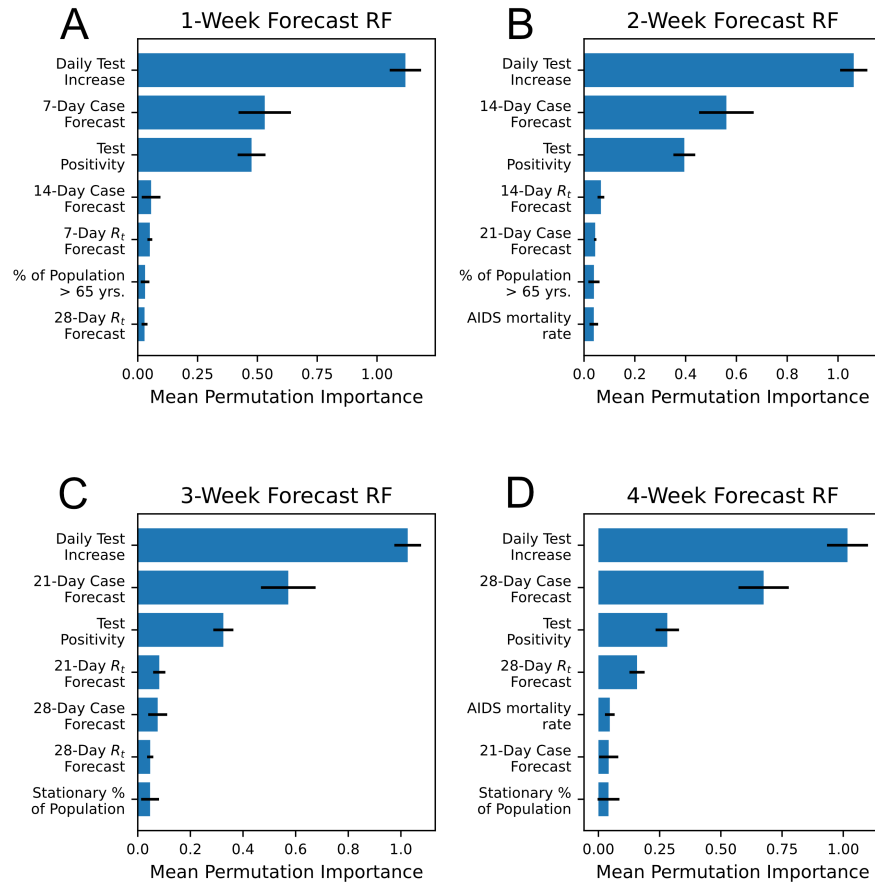 A
1-Week Forecast RF
Daily Test
Increase
7-Day Case
Forecast
Test
Positivity
14-Day Case
Forecast
7-Day Rₜ
Forecast
% of Population
> 65 yrs.
28-Day Rₜ
Forecast
0.00 0.25 0.50 0.75 1.00
Mean Permutation Importance
B
2-Week Forecast RF
Daily Test
Increase
14-Day Case
Forecast
Test
Positivity
14-Day Rₜ
Forecast
21-Day Case
Forecast
% of Population
> 65 yrs.
AIDS mortality
rate
0.0 0.2 0.4 0.6 0.8 1.0
Mean Permutation Importance
C
3-Week Forecast RF
Daily Test
Increase
21-Day Case
Forecast
Test
Positivity
21-Day Rₜ
Forecast
28-Day Case
Forecast
28-Day Rₜ
Forecast
Stationary %
of Population
0.0 0.2 0.4 0.6 0.8 1.0
Mean Permutation Importance
D
4-Week Forecast RF
Daily Test
Increase
28-Day Case
Forecast
Test
Positivity
28-Day Rₜ
Forecast
AIDS mortality
rate
21-Day Case
Forecast
Stationary %
of Population
0.00 0.25 0.50 0.75 1.00
Mean Permutation Importance